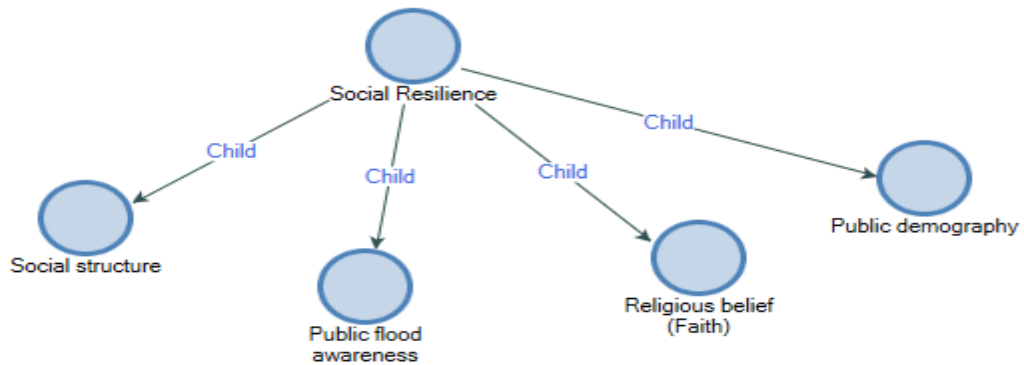 Social Resilience
Child
Child
Child
Child
Social structure
Public flood
awareness
Religious belief
(Faith)
Public demography